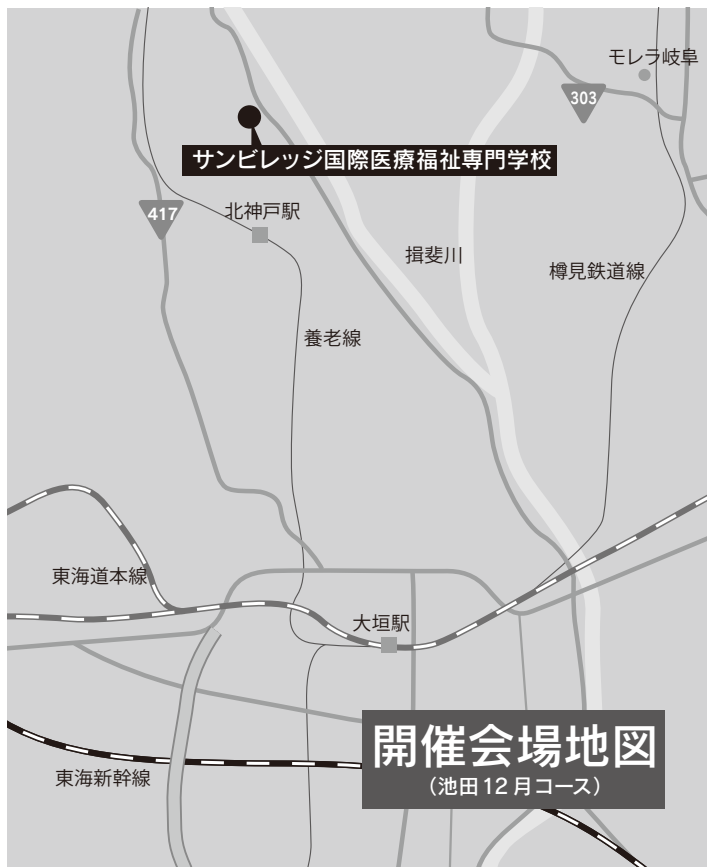 モレラ岐阜
303
サンビレッジ国際医療福祉専門学校
417
北神戸駅
揖斐川
樽見鉄道線
養老線
東海道本線
大垣駅
開催会場地図
（池田12月コース）
東海新幹線